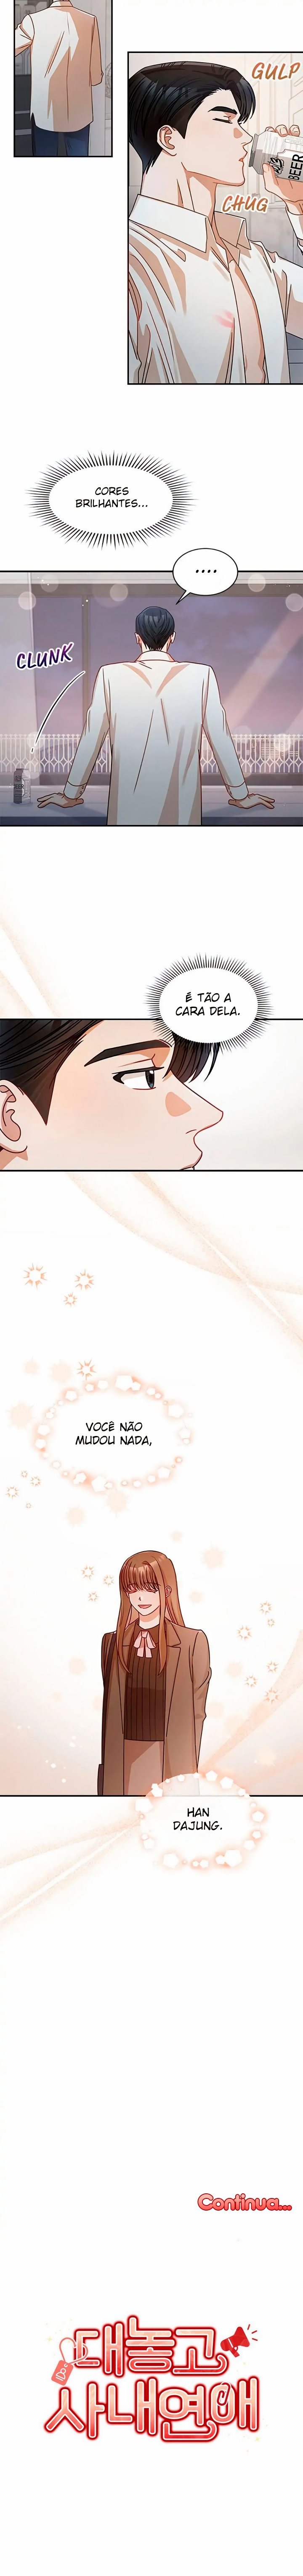 GULP
BEER
CHUG
CORES
BRILHANTES...
....
CLUNK
É TÃO A
CARA DELA.
VOCÊ NÃO
MUDOU NADA,
HAN
DAJUNG.
Continua...
대놓고
사내연애